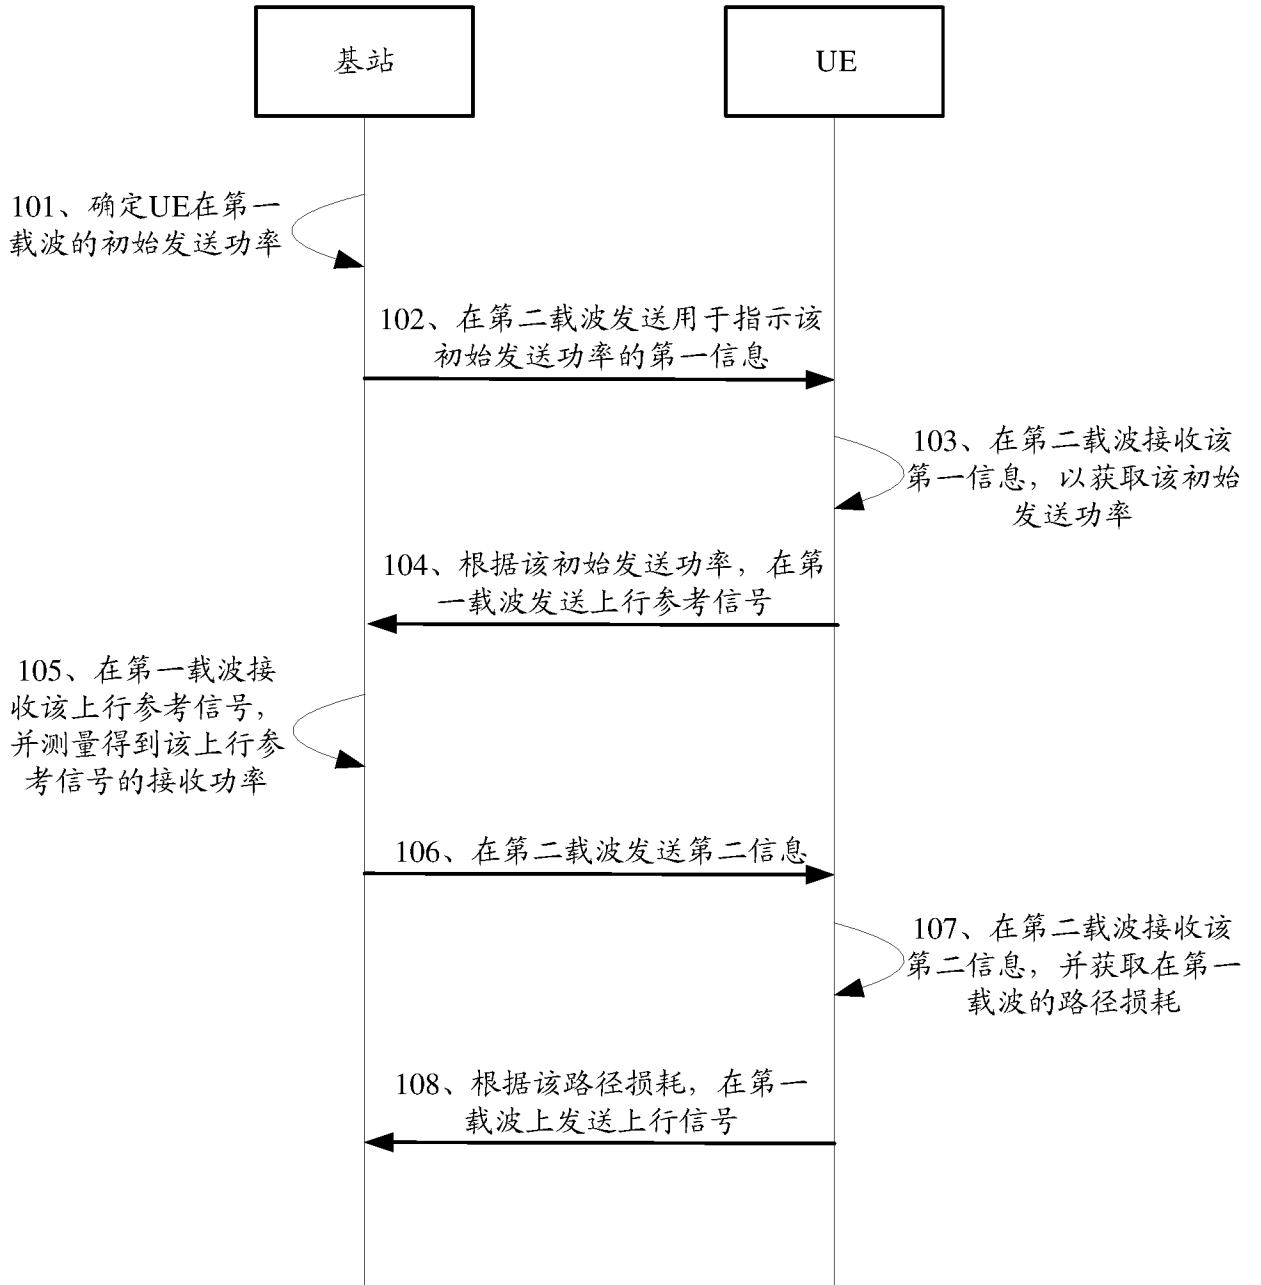 基站
UE
101、确定UE在第一
载波的初始发送功率
102、在第二载波发送用于指示该
初始发送功率的第一信息
103、在第二载波接收该
第一信息，以获取该初始
发送功率
104、根据该初始发送功率，在第
一载波发送上行参考信号
105、在第一载波接
收该上行参考信号，
并测量得到该上行参
考信号的接收功率
106、在第二载波发送第二信息
107、在第二载波接收该
第二信息，并获取在第一
载波的路径损耗
108、根据该路径损耗，在第一
载波上发送上行信号